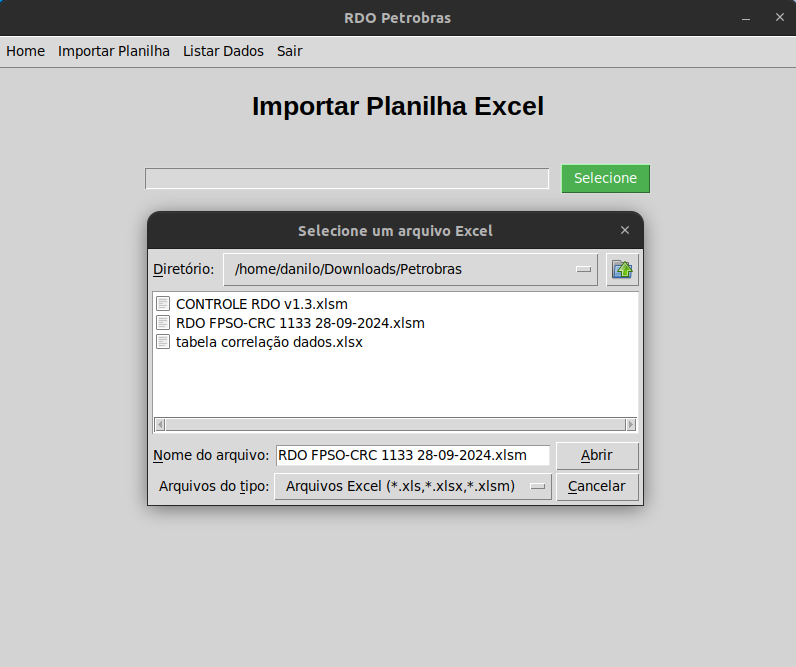 RDO Petrobras
Home Importar Planilha Listar Dados Sair
Importar Planilha Excel
Selecione
Selecione um arquivo Excel
Diretório: /home/danilo/Downloads/Petrobras
CONTROLE RDO v1.3.xlsm
RDO FPSO-CRC 1133 28-09-2024.xlsm
tabela correlação dados.xlsx
Nome do arquivo: RDO FPSO-CRC 1133 28-09-2024.xlsm Abrir
Arquivos do tipo: Arquivos Excel (*.xls,*.xlsx,*.xlsm) Cancelar